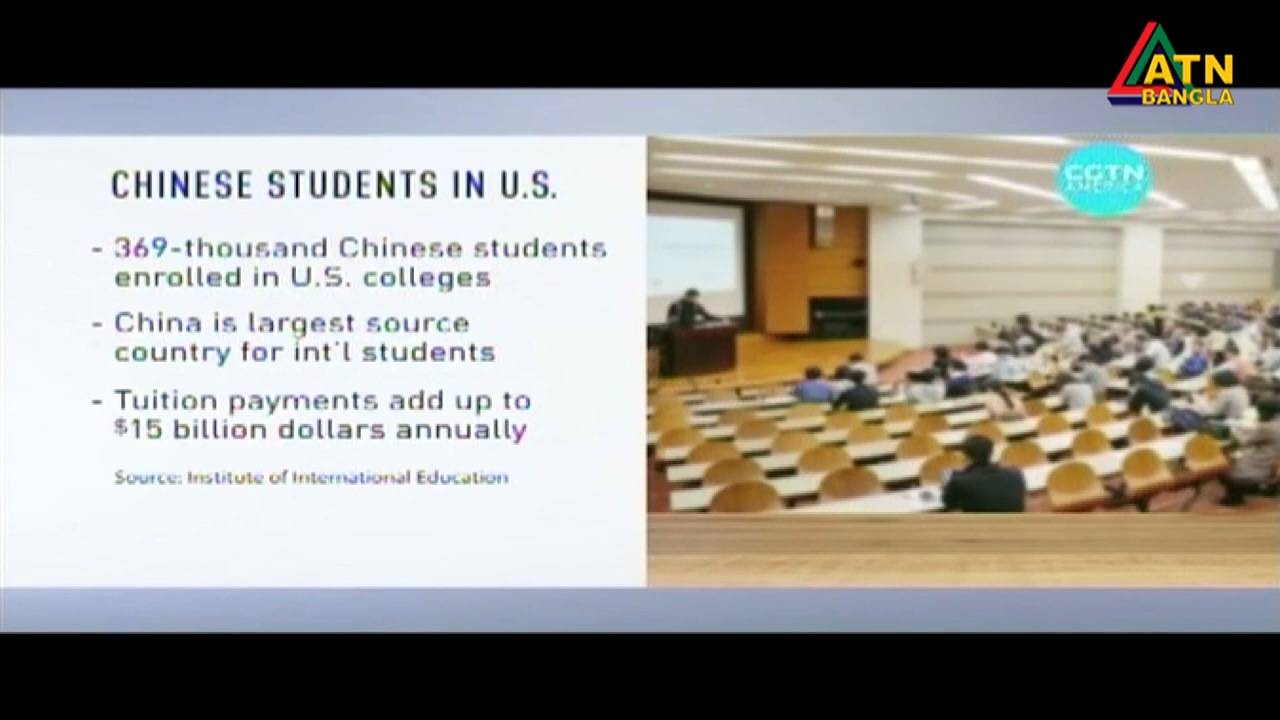 ATN
BANGLA
CHINESE STUDENTS IN U.S.
CGTN
AMERICA
- 369-thousand Chinese students
enrolled in U.S. colleges
- China is largest source
country for int'l students
- Tuition payments add up to
$15 billion dollars annually
Source: Institute of International Education